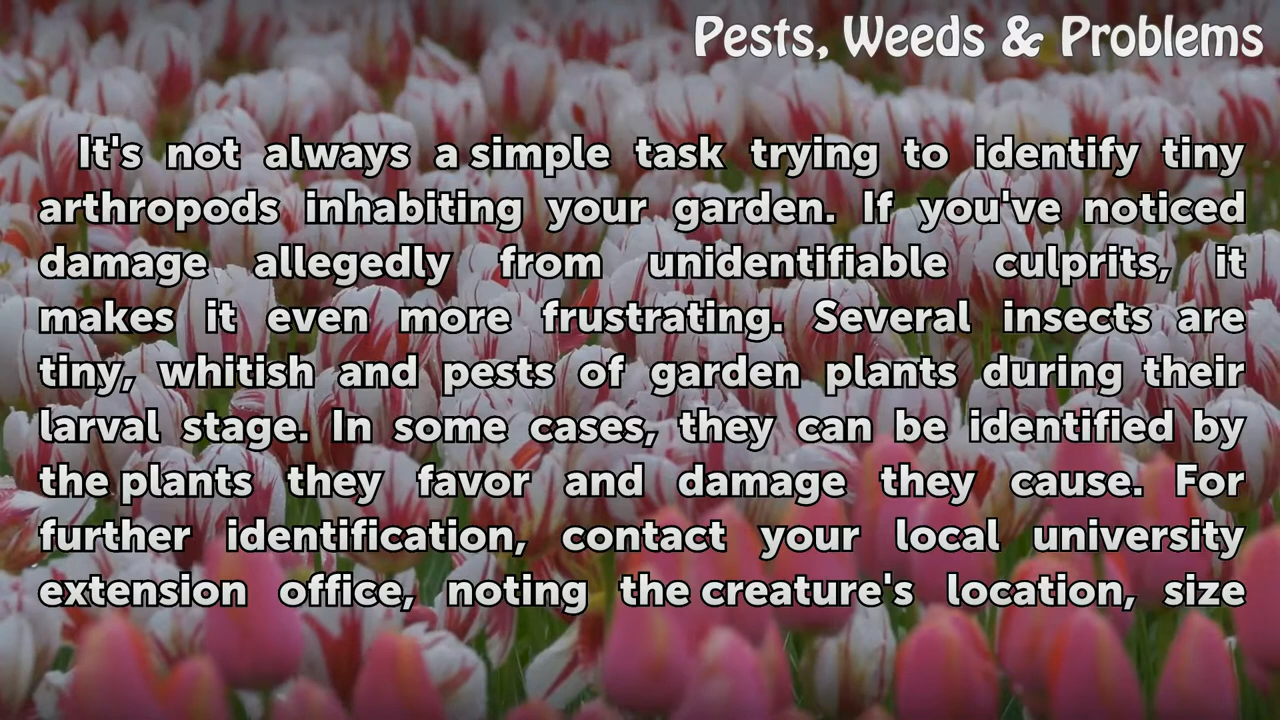 Pests, Weeds & Problems
It's not always a simple task trying to identify tiny
arthropods inhabiting your garden. If you've noticed
damage allegedly from unidentifiable culprits, it
makes it even more frustrating. Several insects are
tiny, whitish and pests of garden plants during their
larval stage. In some cases, they can be identified by
the plants they favor and damage they cause. For
further identification, contact your local university
extension office, noting the creature's location, size